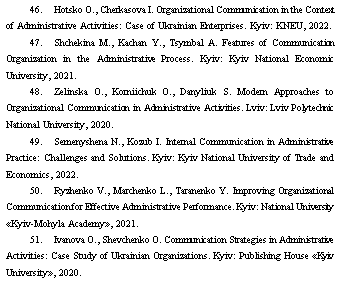 46. Hotsko O., Cherkasova I. Organizational Communication in the Context
of Administrative Activities: Case of Ukrainian Enterprises. Kyiv: KNEU, 2022.
47. Shchekina M., Kachan Y., Tsymbal A. Features of Communication
Organization in the Administrative Process. Kyiv: Kyiv National Economic
University, 2021.
48. Zelinska O., Korniichuk O., Danyliuk S. Modern Approaches to
Organizational Communication in Administrative Activities. Lviv: Lviv Polytechnic
National University, 2020.
49. Semenyshena N., Kozub I. Internal Communication in Administrative
Practice: Challenges and Solutions. Kyiv: Kyiv National University of Trade and
Economics, 2022.
50. Ryzhenko V., Marchenko L., Taranenko Y. Improving Organizational
Communication for Effective Administrative Performance. Kyiv: National University
«Kyiv-Mohyla Academy», 2021.
51. Ivanova O., Shevchenko O. Communication Strategies in Administrative
Activities: Case Study of Ukrainian Organizations. Kyiv: Publishing House «Kyiv
University», 2020.